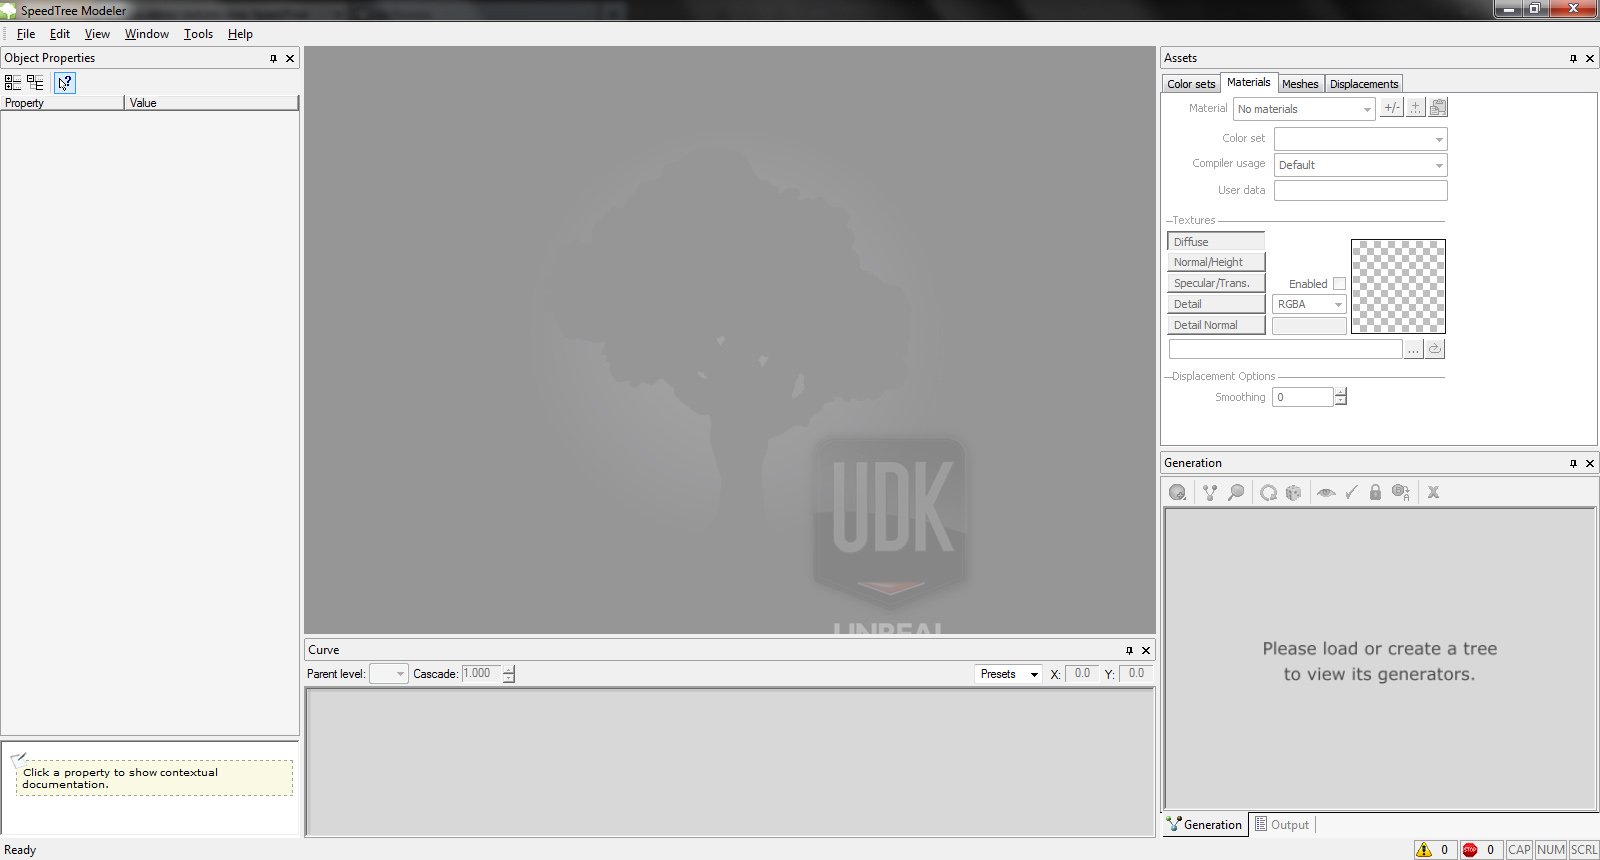 SpeedTree Modeler
File Edit View Window Tools Help
Object Properties
Property Value
Click a property to show contextual
documentation.
UDK
UNREAL
Curve
Parent level: Cascade: 1.000 Presets X: 0.0 Y: 0.0
Assets
Color sets Materials Meshes Displacements
Material No materials +/-
Color set
Compiler usage Default
User data
Textures
Diffuse
Normal/Height
Specular/Trans. Enabled
Detail RGBA
Detail Normal
...
Displacement Options
Smoothing 0
Generation
Please load or create a tree
to view its generators.
Generation Output
Ready 0 STOP 0 CAP NUM SCRL